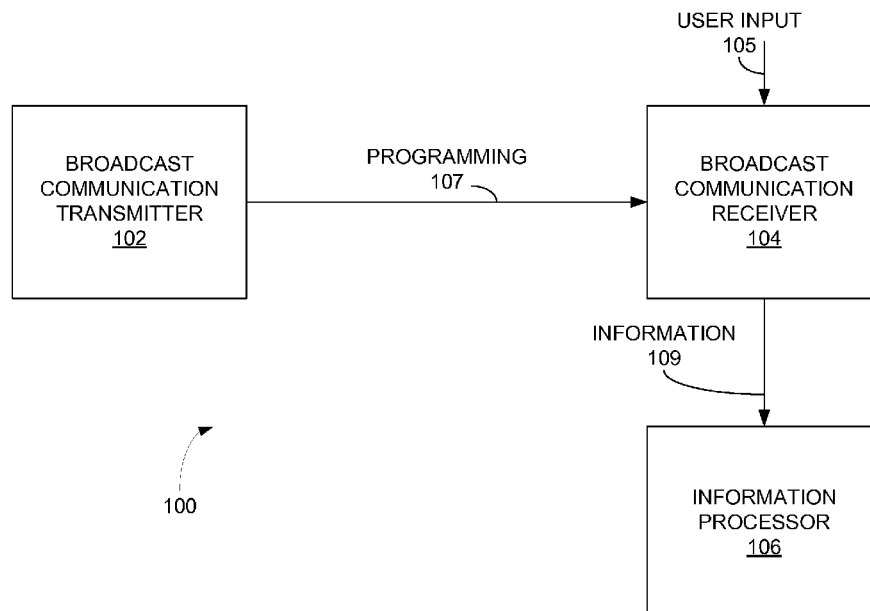 USER INPUT
105
BROADCAST
COMMUNICATION
TRANSMITTER
102
PROGRAMMING
107
BROADCAST
COMMUNICATION
RECEIVER
104
INFORMATION
109
100
INFORMATION
PROCESSOR
106